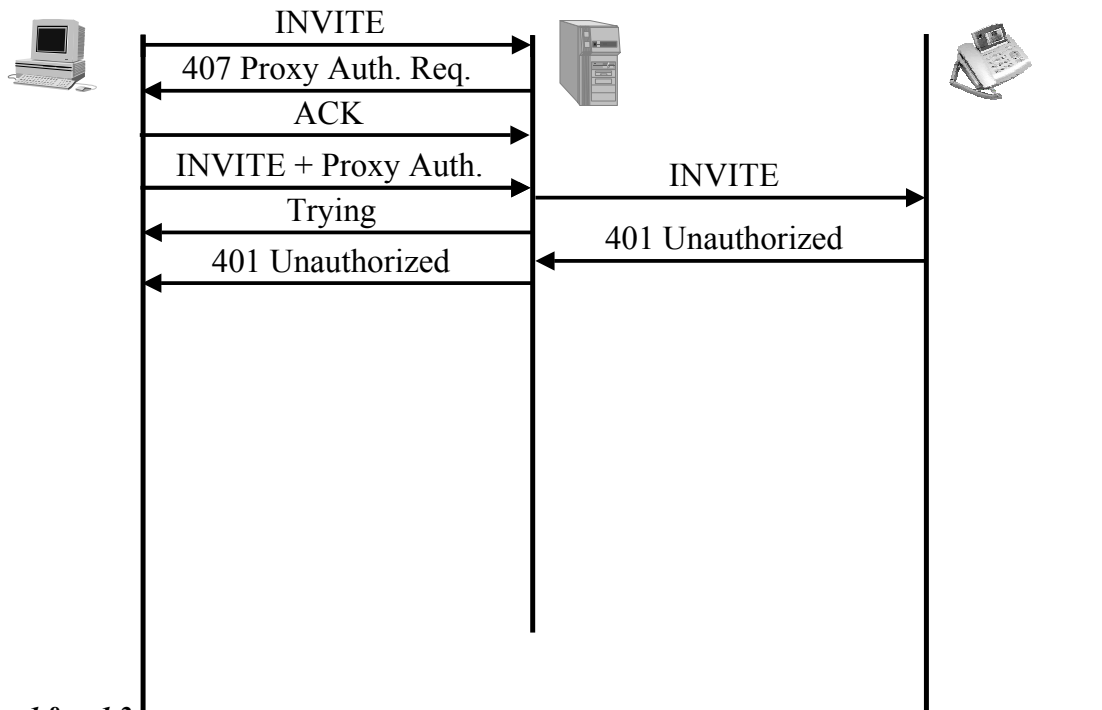 INVITE
407 Proxy Auth. Req.
ACK
INVITE + Proxy Auth.
INVITE
Trying
401 Unauthorized
401 Unauthorized